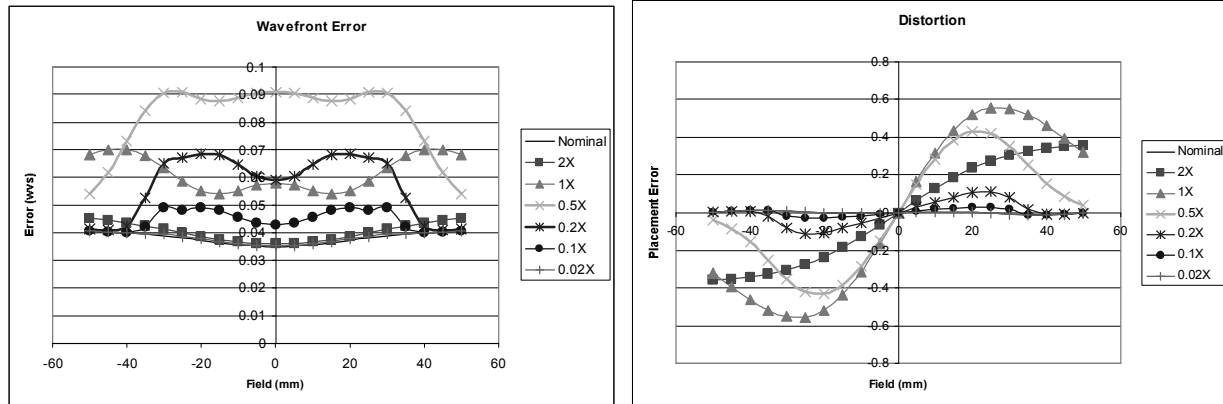 Wavefront Error
Error (wvs)
0.1
0.09
0.08
0.07
0.06
0.05
0.04
0.03
0.02
0.01
0
-60
-40
-20
0
20
40
60
Field (mm)
Nominal
2X
1X
0.5X
0.2X
0.1X
0.02X
Distortion
Placement Error
0.8
0.6
0.4
0.2
0.0
-0.2
-0.4
-0.6
-0.8
-60
-40
-20
0
20
40
60
Field (mm)
Nominal
2X
1X
0.5X
0.2X
0.1X
0.02X